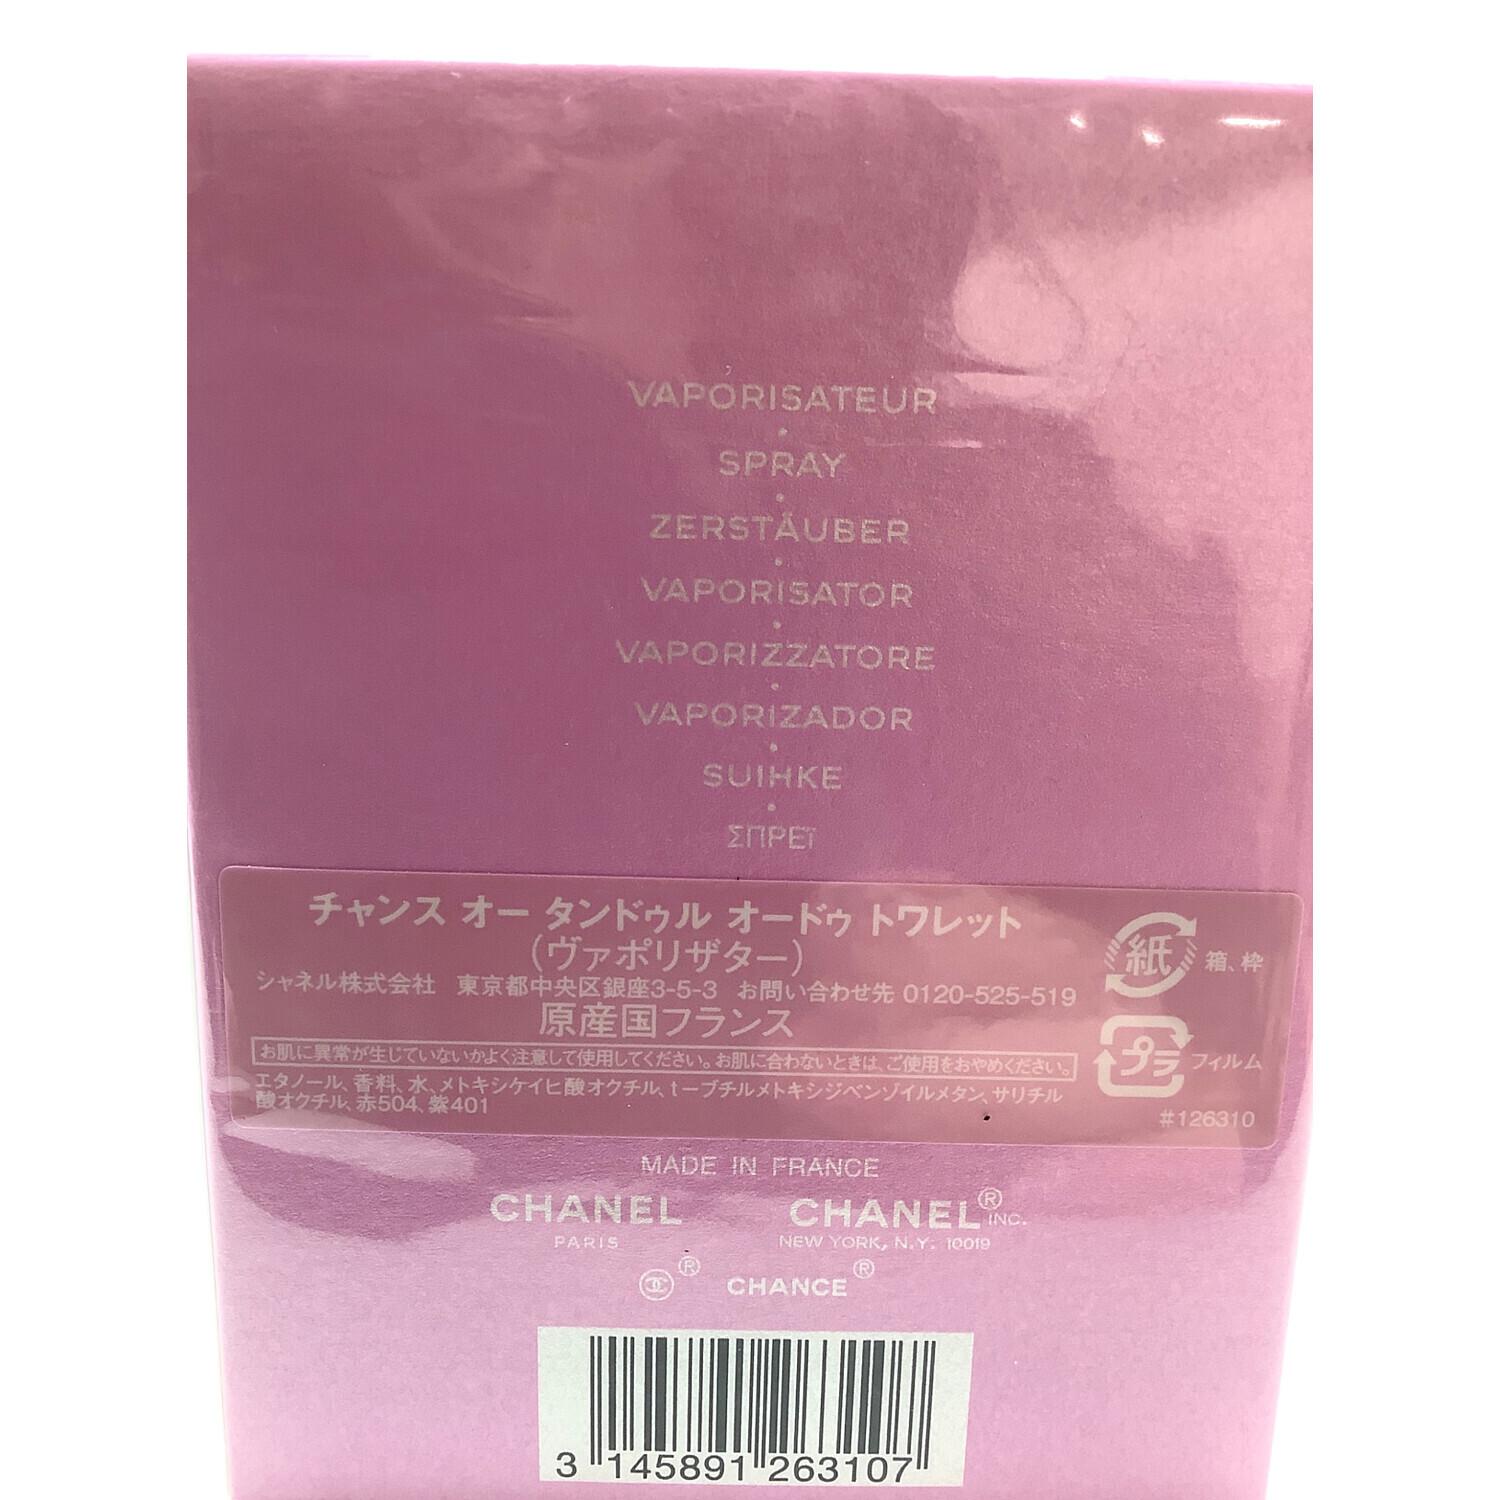 VAPORISATEUR
SPRAY
ZERSTÄUBER
VAPORISATOR
VAPORIZZATORE
VAPORIZADOR
SUIHKE
ΣΠΡΕΪ
チャンス オー タンドゥル オードゥ トワレット
(ヴァポリザター)
シャネル株式会社 東京都中央区銀座3-5-3 お問い合わせ先 0120-525-519
原産国フランス
お肌に異常が生じていないかよく注意して使用してください。お肌に合わないときは、ご使用をおやめください。
エタノール、香料、水、メトキシケイヒ酸オクチル、t-ブチルメトキシジベンゾイルメタン、サリチル
酸オクチル、赤504、紫401
紙 箱、枠
プラ フィルム
#126310
MADE IN FRANCE
CHANEL
PARIS
CHANEL® INC.
NEW YORK, N.Y. 10019
® CHANCE®
3 145891 263107